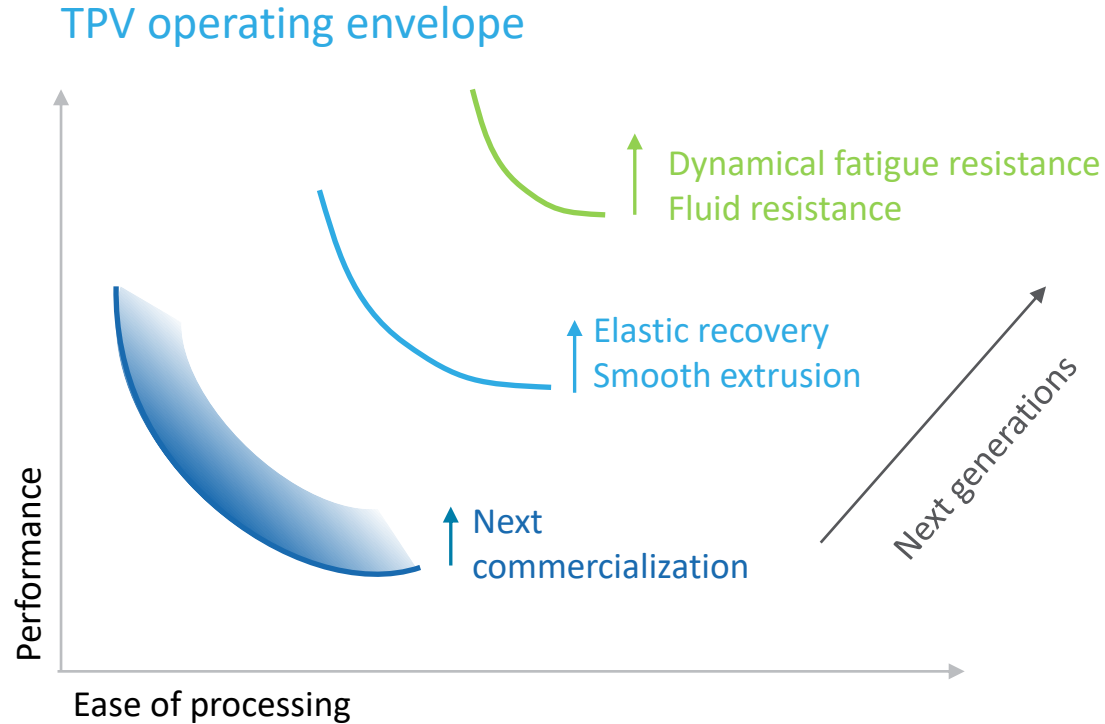 TPV operating envelope
Dynamical fatigue resistance
Fluid resistance
Elastic recovery
Smooth extrusion
Next
commercialization
Next generations
Performance
Ease of processing